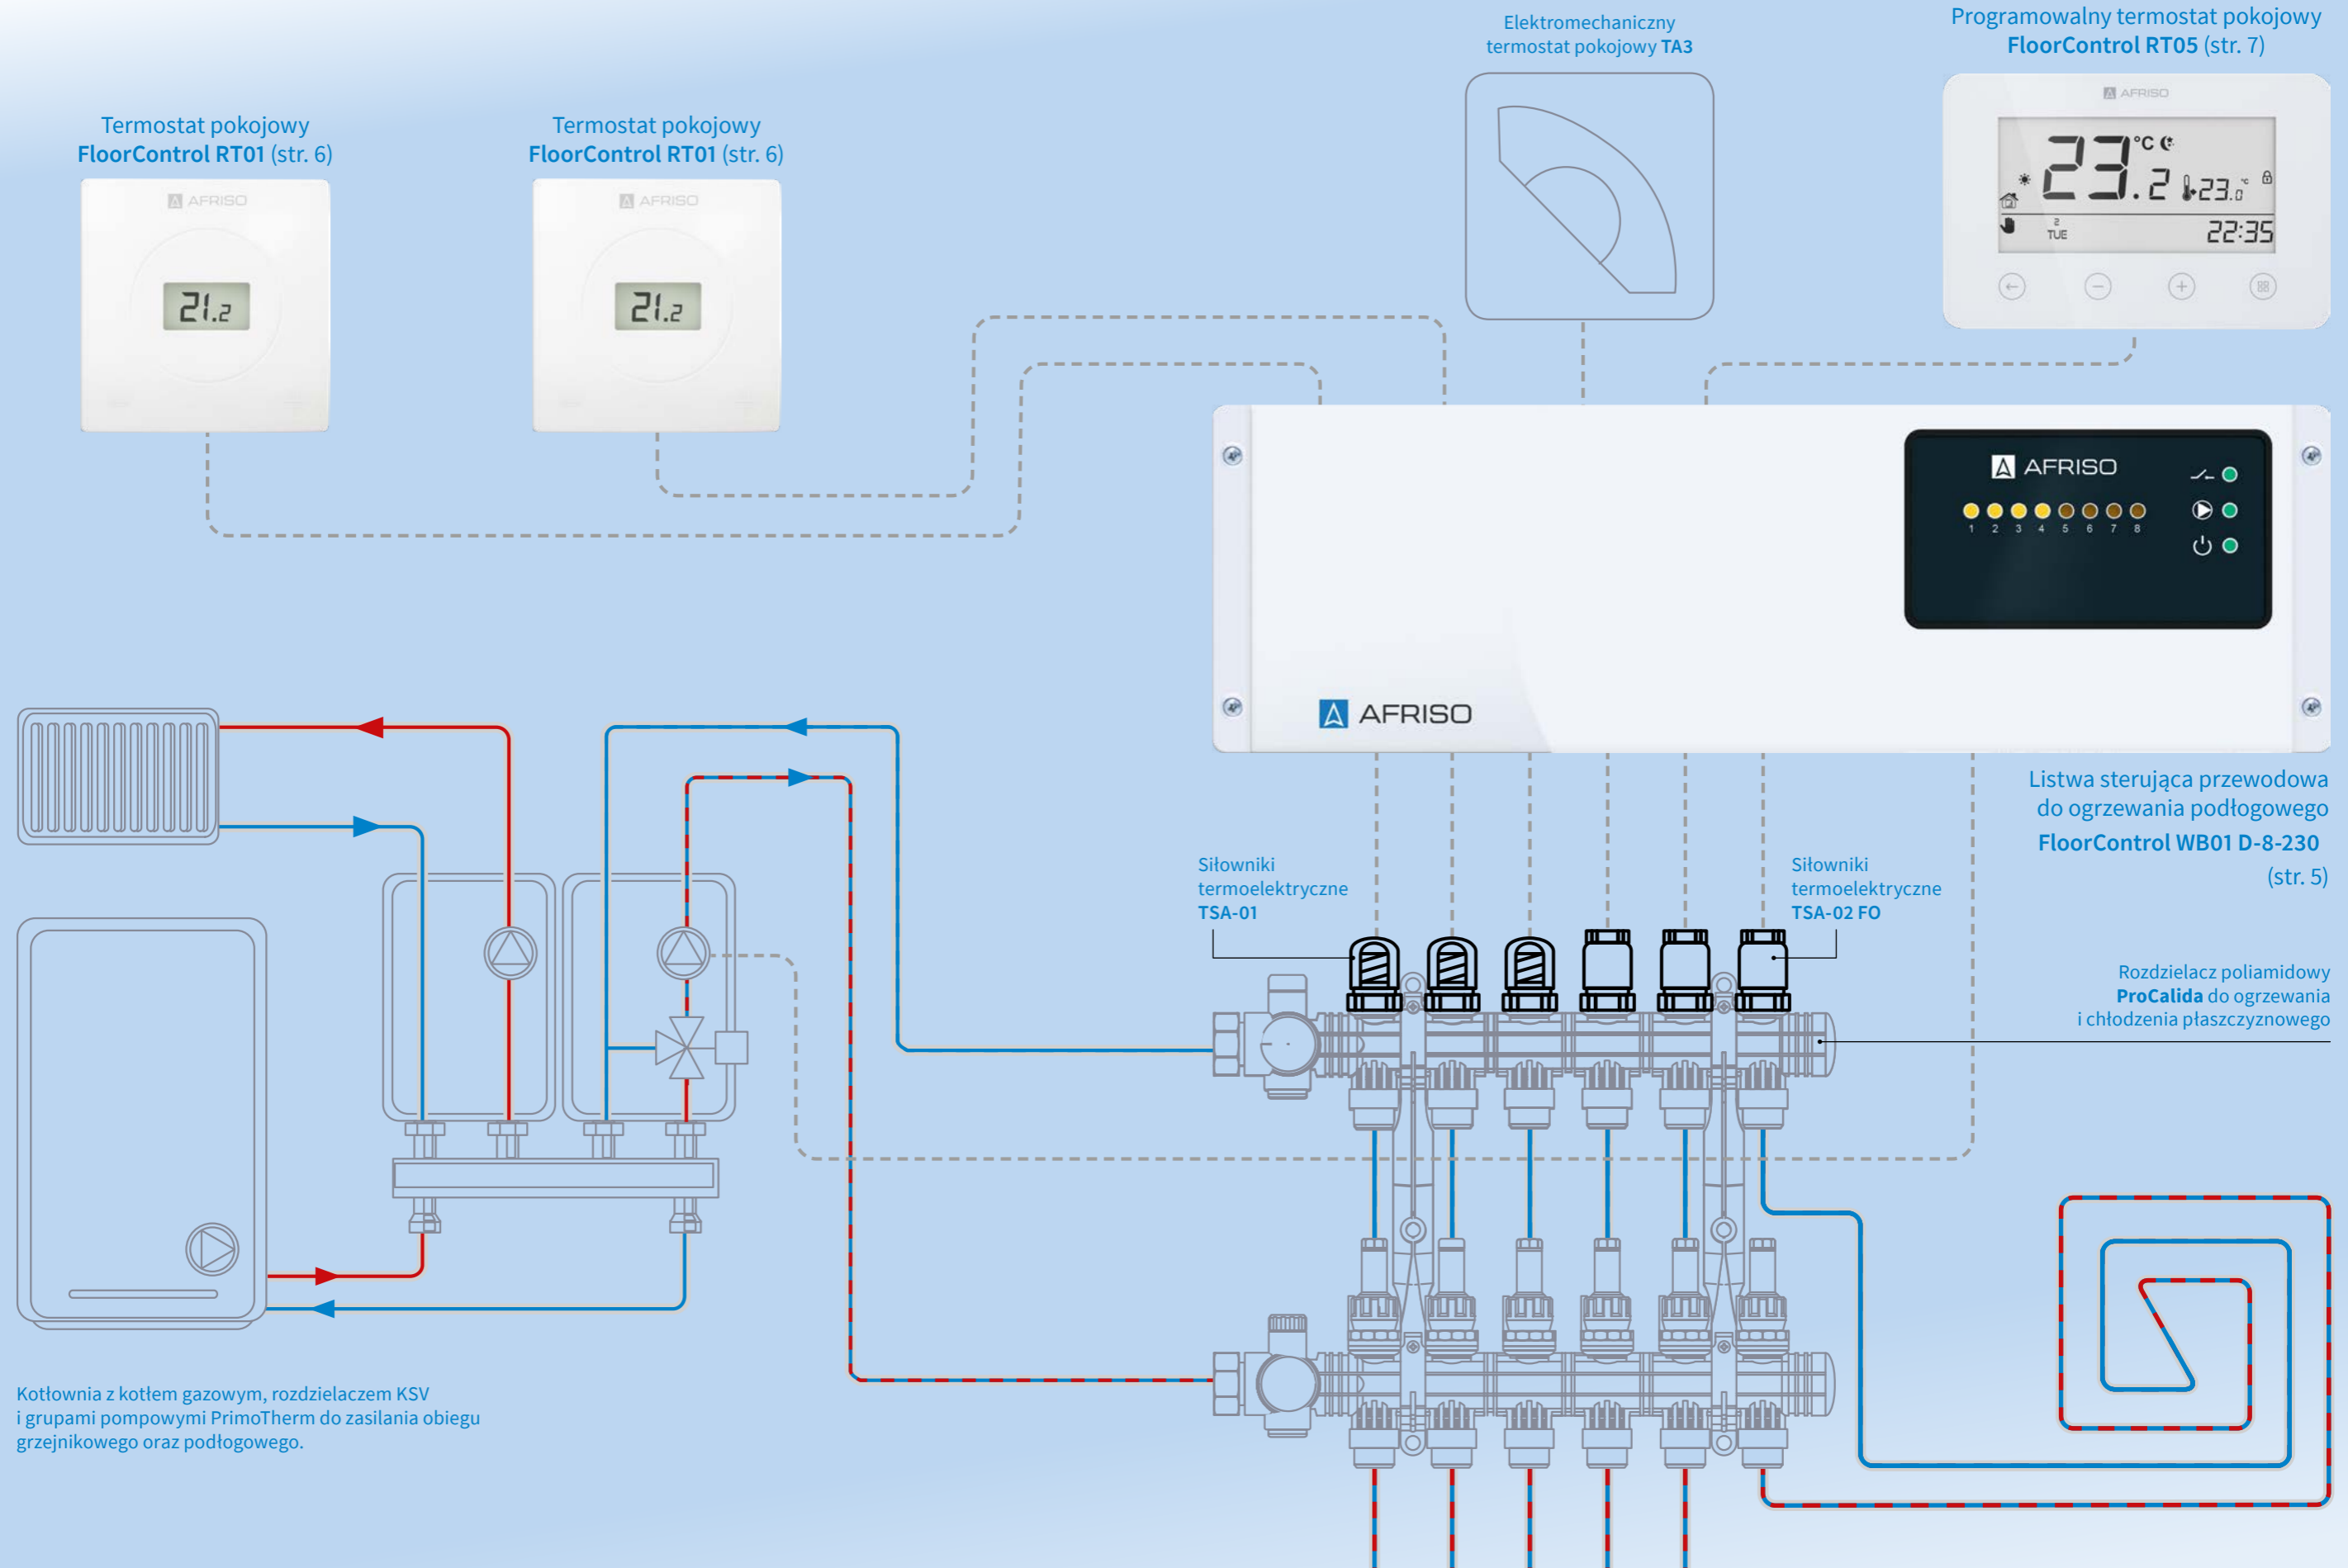 Elektromechaniczny
termostat pokojowy TA3
Programowalny termostat pokojowy
FloorControl RT05 (str. 7)
Termostat pokojowy
FloorControl RT01 (str. 6)
AFRISO
21.2
Termostat pokojowy
FloorControl RT01 (str. 6)
AFRISO
21.2
AFRISO
23.2 °C
23.0 °C
2
TUE
22:35
AFRISO
1 2 3 4 5 6 7 8
AFRISO
Listwa sterująca przewodowa
do ogrzewania podłogowego
FloorControl WB01 D-8-230
(str. 5)
Siłowniki
termoelektryczne
TSA-01
Siłowniki
termoelektryczne
TSA-02 FO
Rozdzielacz poliamidowy
ProCalida do ogrzewania
i chłodzenia płaszczyznowego
Kotłownia z kotłem gazowym, rozdzielaczem KSV
i grupami pompowymi PrimoTherm do zasilania obiegu
grzejnikowego oraz podłogowego.